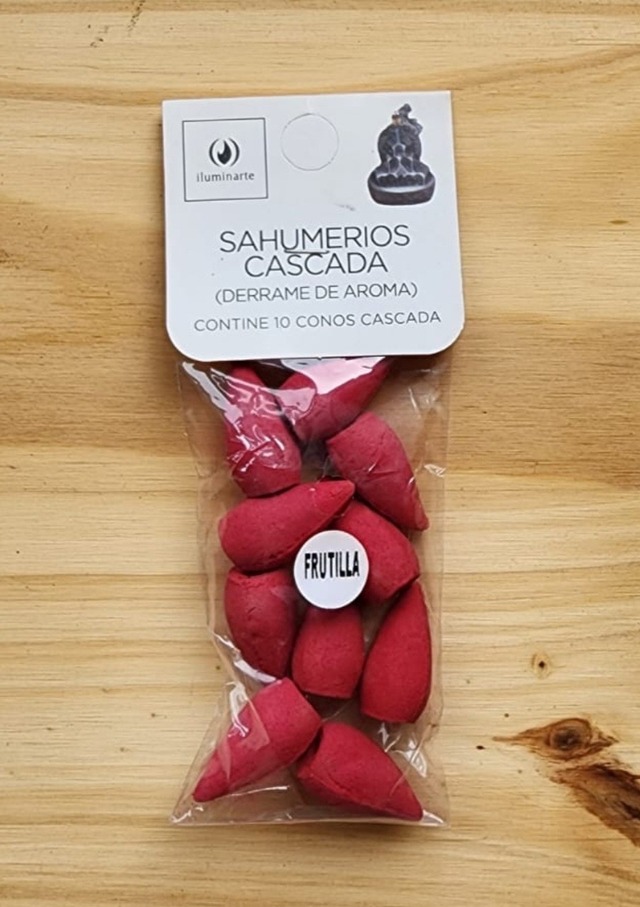 iluminarte
SAHUMERIOS
CASCADA
(DERRAME DE AROMA)
CONTINE 10 CONOS CASCADA
FRUTILLA